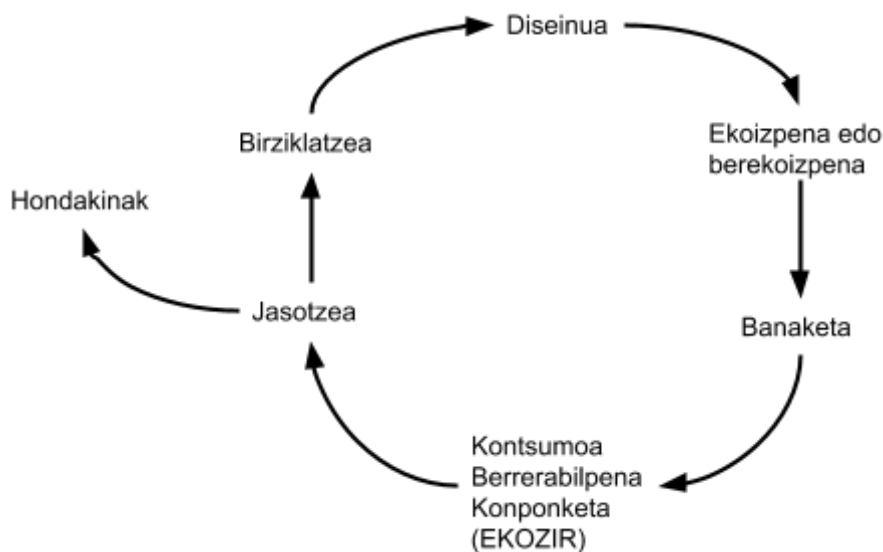 Diseinua
Ekoizpena edo
berekoizpena
Banaketa
Kontsumoa
Berrerabilpena
Konponketa
(EKOZIR)
Jasotzea
Hondakinak
Birziklatzea